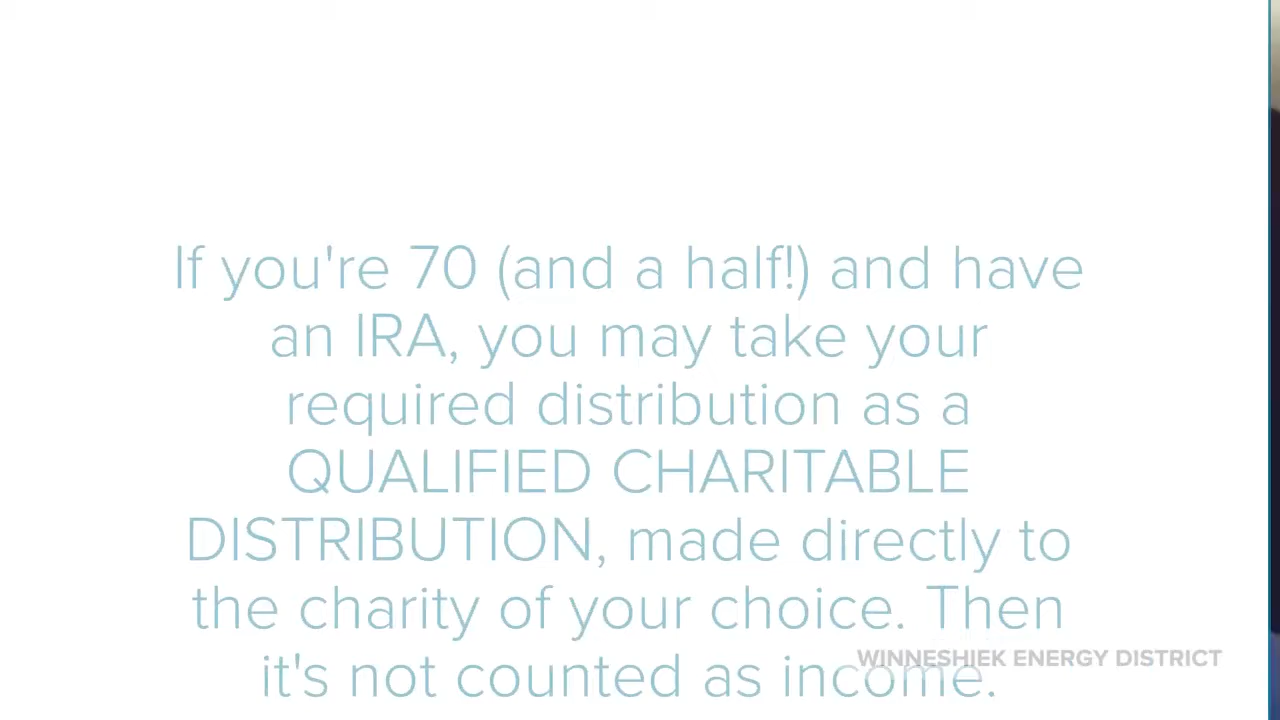 If you're 70 (and a half!) and have
an IRA, you may take your
required distribution as a
QUALIFIED CHARITABLE
DISTRIBUTION, made directly to
the charity of your choice. Then
it's not counted as income.
WINNESHIEK ENERGY DISTRICT